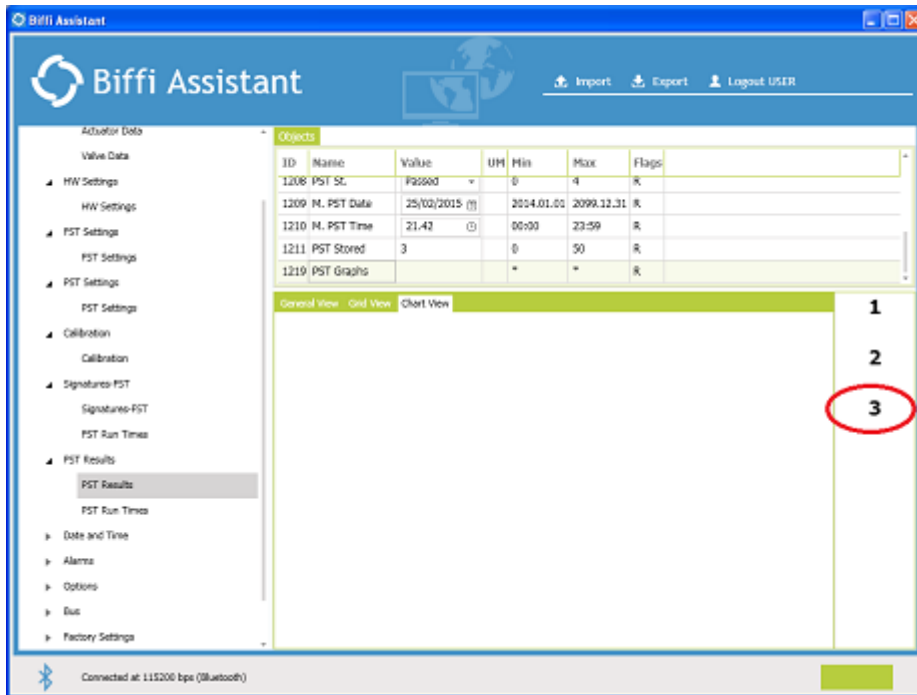 Biffi Assistant
Biffi Assistant
Import Export Logout USER
Actuator Data
Valve Data
HW Settings
HW Settings
FST Settings
FST Settings
PST Settings
PST Settings
Calibration
Calibration
Signatures-FST
Signatures-FST
FST Run Times
PST Results
PST Results
PST Run Times
Date and Time
Alarms
Options
Bus
Factory Settings
Objects
ID Name Value UM Min Max Flags
1208 PST St. Passed 0 4 R
1209 M. PST Date 25/02/2015 2014.01.01 2099.12.31 R
1210 M. PST Time 21.42 00:00 23:59 R
1211 PST Stored 3 0 50 R
1219 PST Graphs * * R
General View Grid View Chart View
1
2
3
Connected at 115200 bps (Bluetooth)